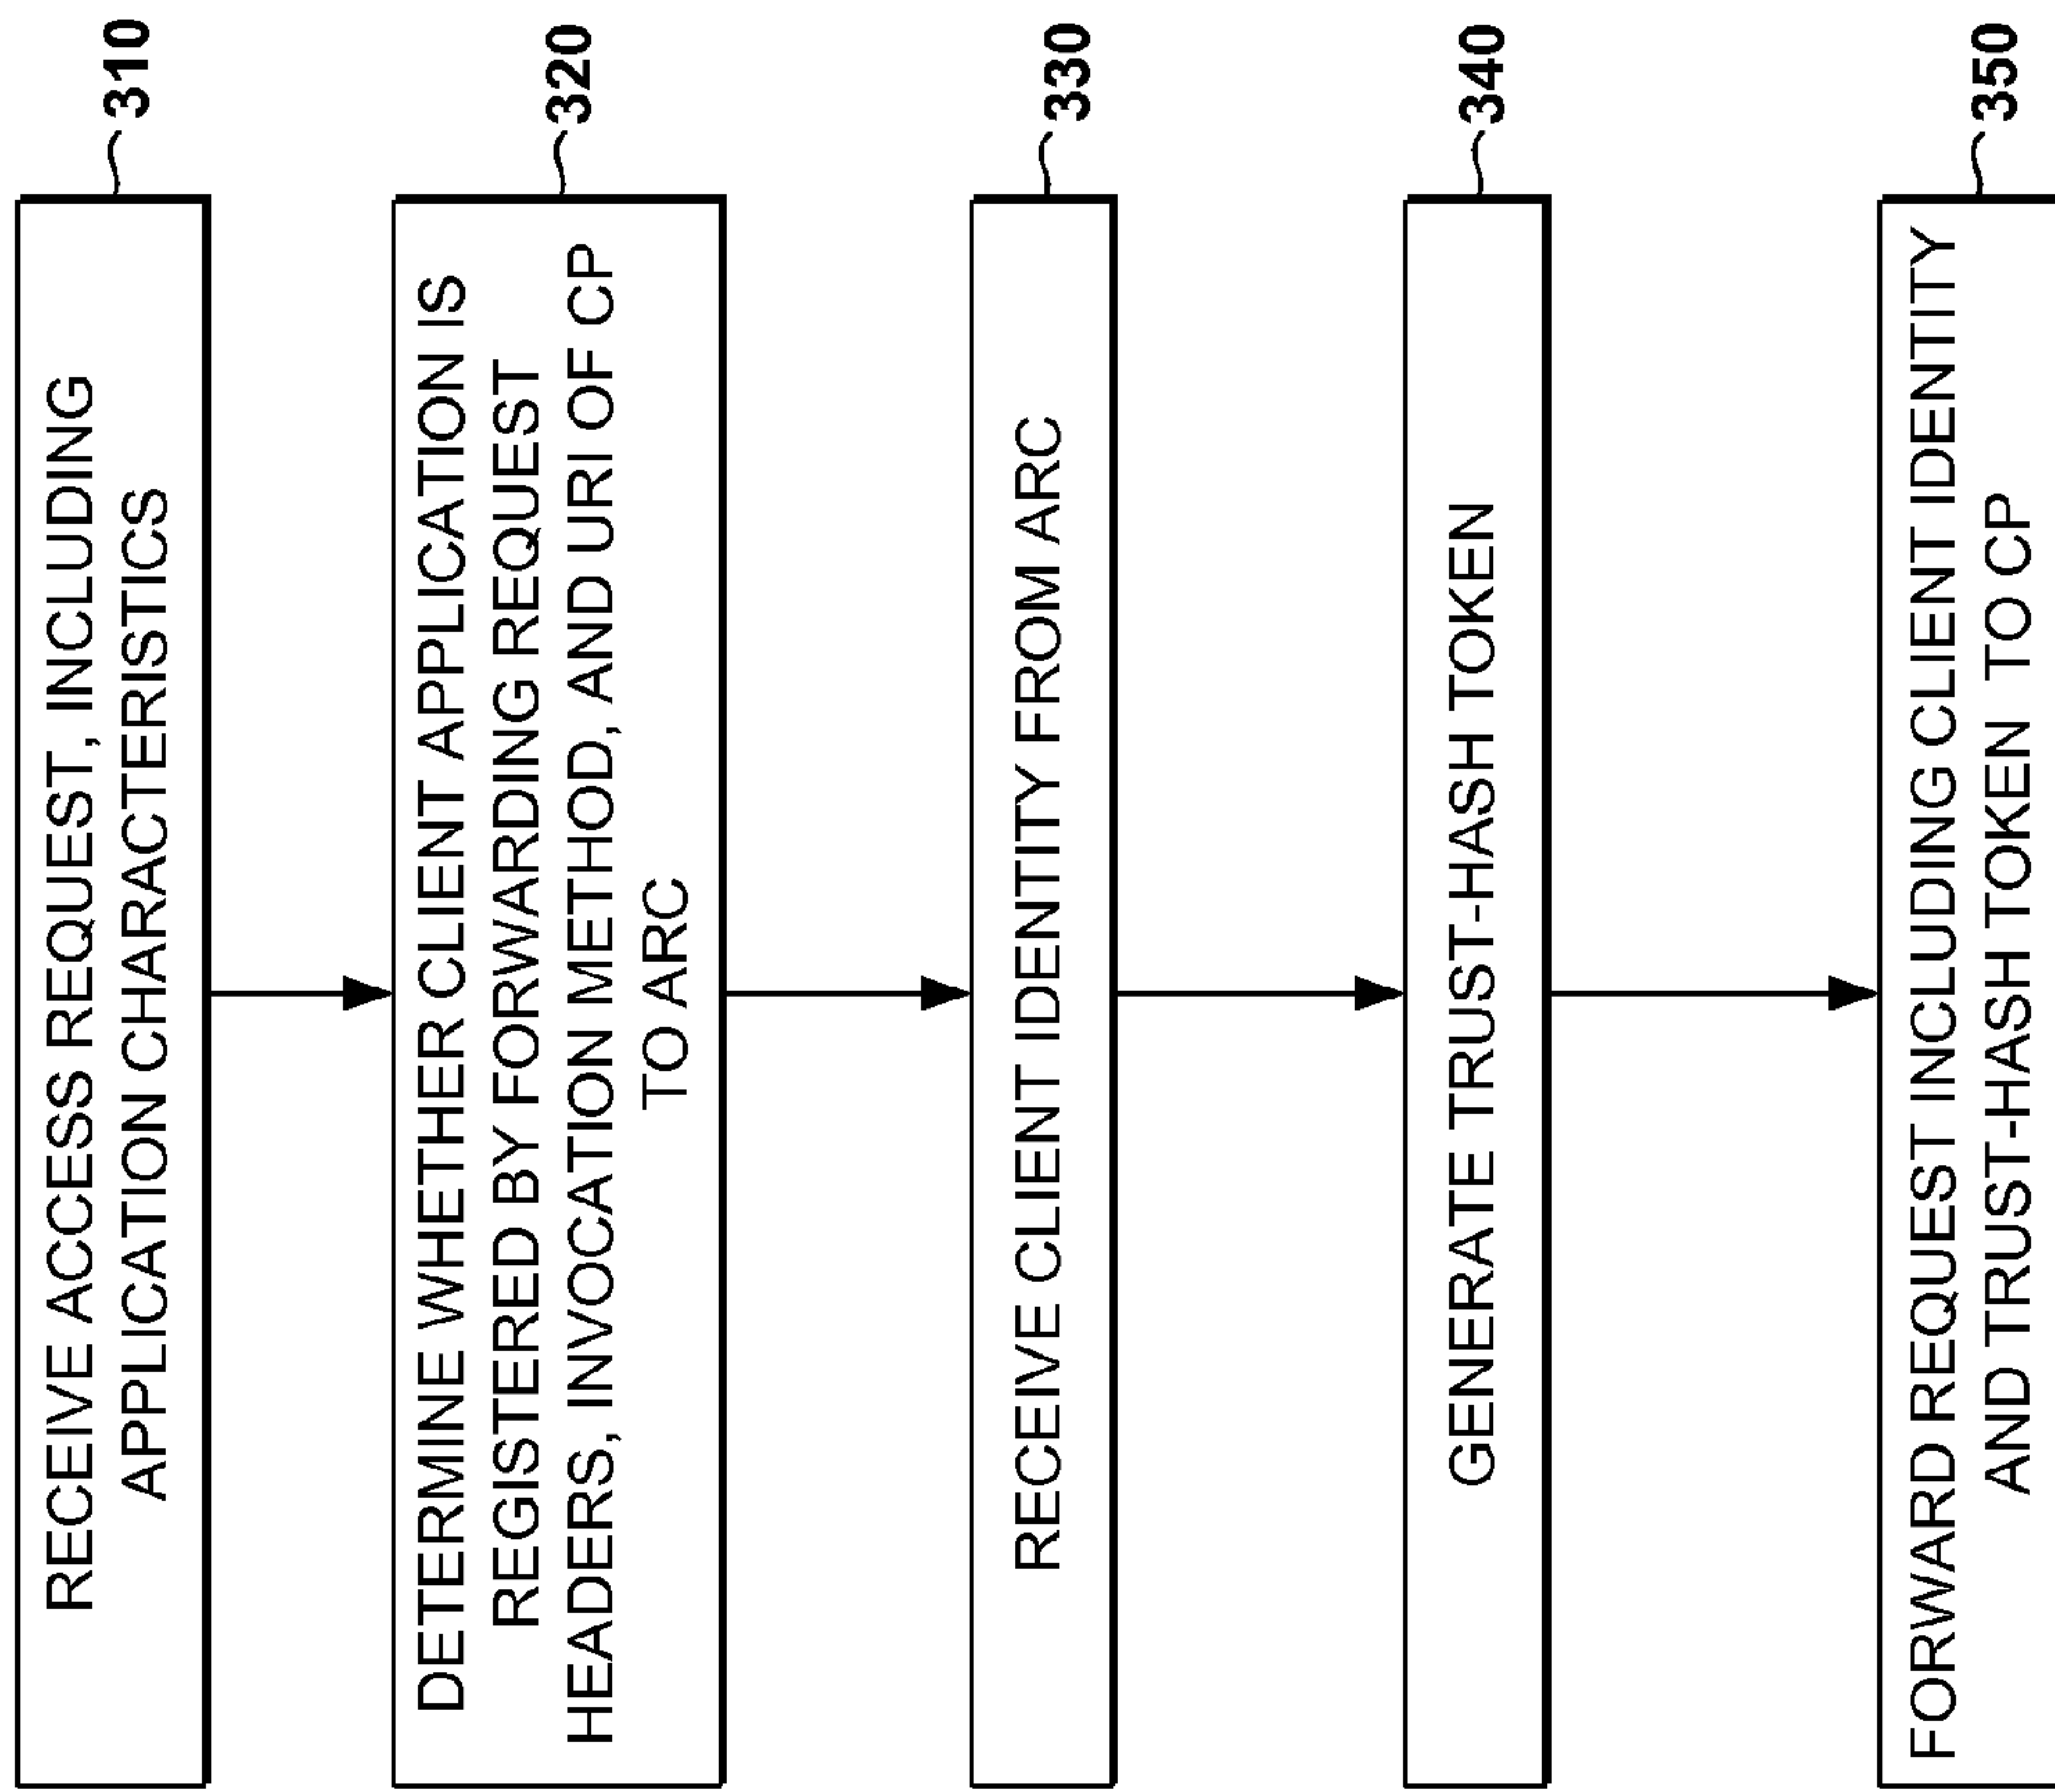 RECEIVE ACCESS REQUEST, INCLUDING
APPLICATION CHARACTERISTICS
310
DETERMINE WHETHER CLIENT APPLICATION IS
REGISTERED BY FORWARDING REQUEST
HEADERS, INVOCATION METHOD, AND URI OF CP
TO ARC
320
RECEIVE CLIENT IDENTITY FROM ARC
330
GENERATE TRUST-HASH TOKEN
340
FORWARD REQUEST INCLUDING CLIENT IDENTITY
AND TRUST-HASH TOKEN TO CP
350